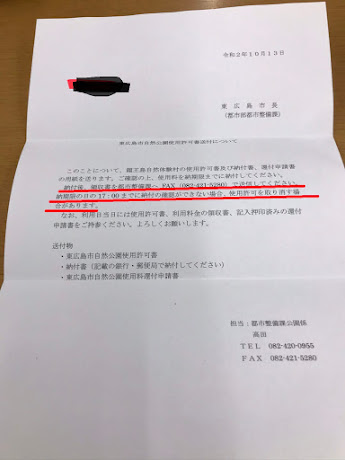 令和2年10月13日
東広島市長
(都市部都市整備課)
東広島市自然公園使用許可書送付について
このことについて、龍王島自然体験村の使用許可書及び納付書、還付申請書
の用紙を送ります。ご確認の上、使用料を納期限までに納付してください。
納付後、領収書を都市整備課へFAX(082-421-5280)で送信してください。
納期限の日の17:00までに納付の確認ができない場合、使用許可を取り消す場
合があります。
なお、利用日当日には使用許可書、利用料金の領収書、記入押印済みの還付
申請書をご持参ください。よろしくお願いします。
送付物
・東広島市自然公園使用許可書
・納付書(記載の銀行・郵便局で納付してください)
・東広島市自然公園使用料還付申請書
担当:都市整備課公園係
高田
TEL 082-420-0955
FAX 082-421-5280